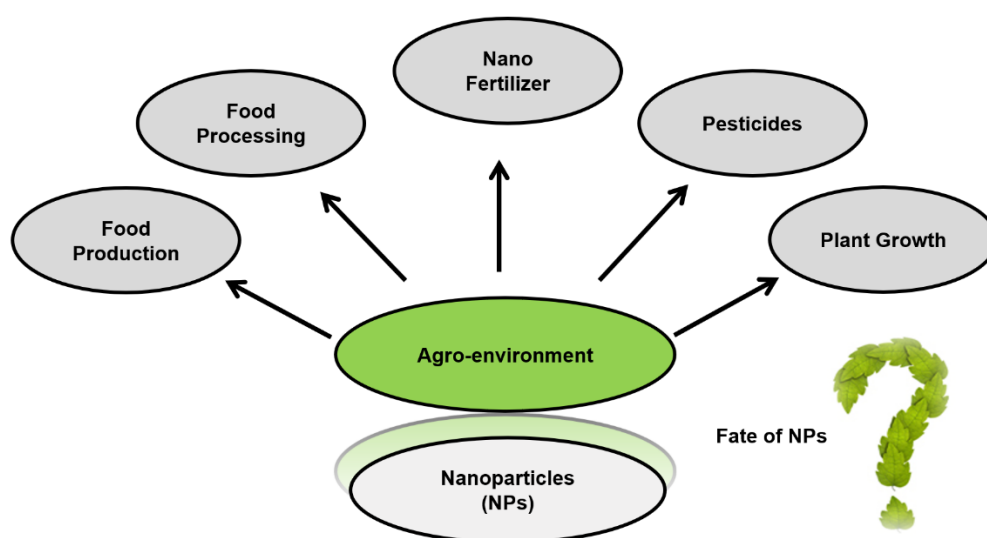 Nano
Fertilizer
Food
Processing
Pesticides
Food
Production
Plant Growth
Agro-environment
Fate of NPs
Nanoparticles
(NPs)